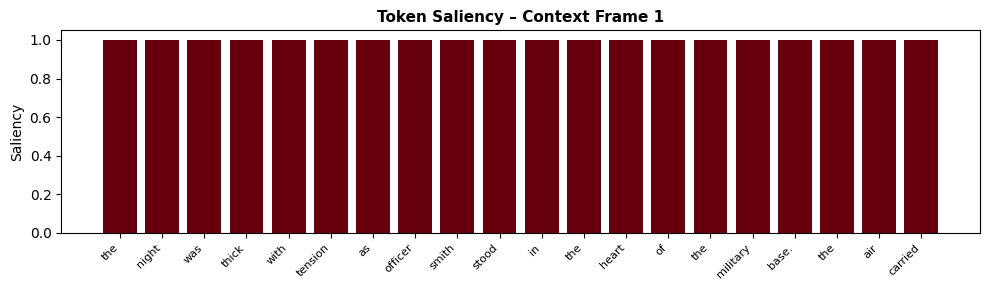 Token Saliency – Context Frame 1
Saliency
1.0
0.8
0.6
0.4
0.2
0.0
the night was thick with tension as officer smith stood in the heart of the military base. the air carried